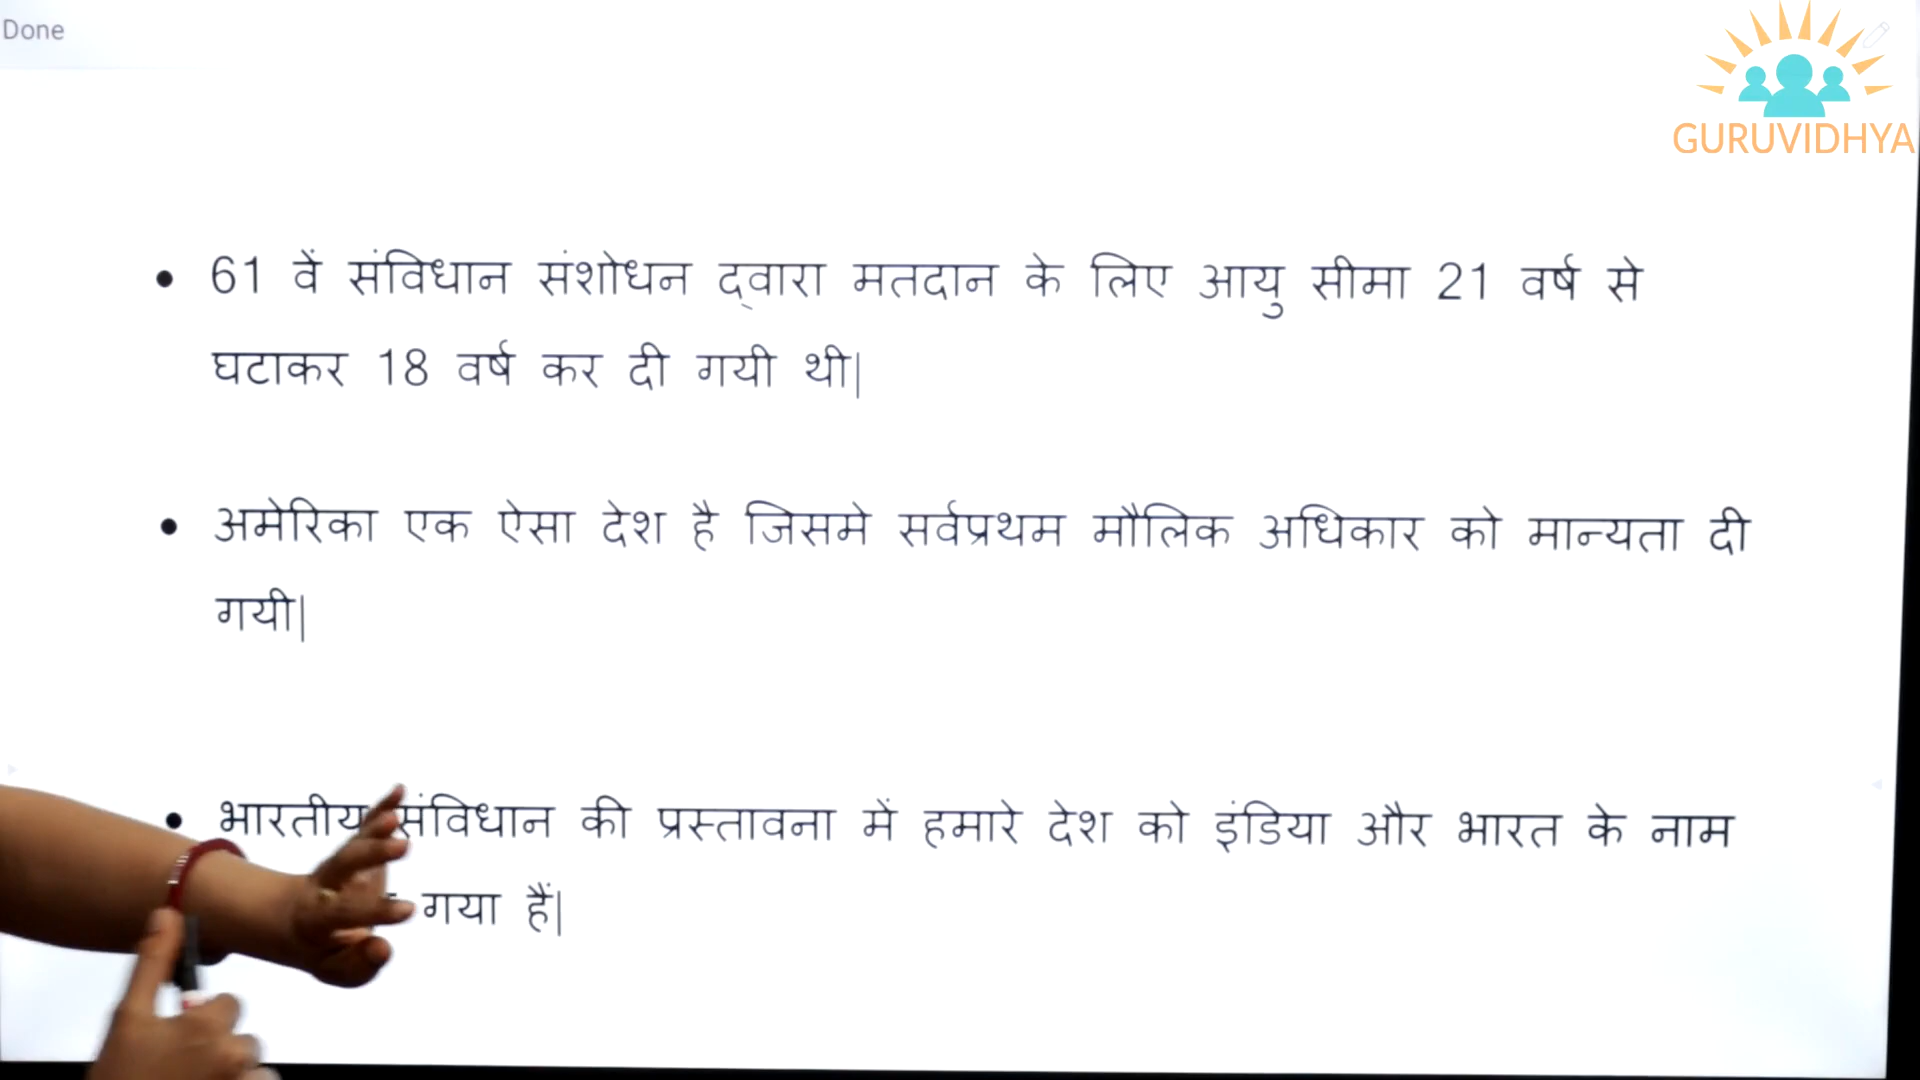 Done
GURUVIDHYA
• 61 वें संविधान संशोधन द्वारा मतदान के लिए आयु सीमा 21 वर्ष से
घटाकर 18 वर्ष कर दी गयी थी|
• अमेरिका एक ऐसा देश है जिसमे सर्वप्रथम मौलिक अधिकार को मान्यता दी
गयी|
• भारतीय संविधान की प्रस्तावना में हमारे देश को इंडिया और भारत के नाम
गया हैं|